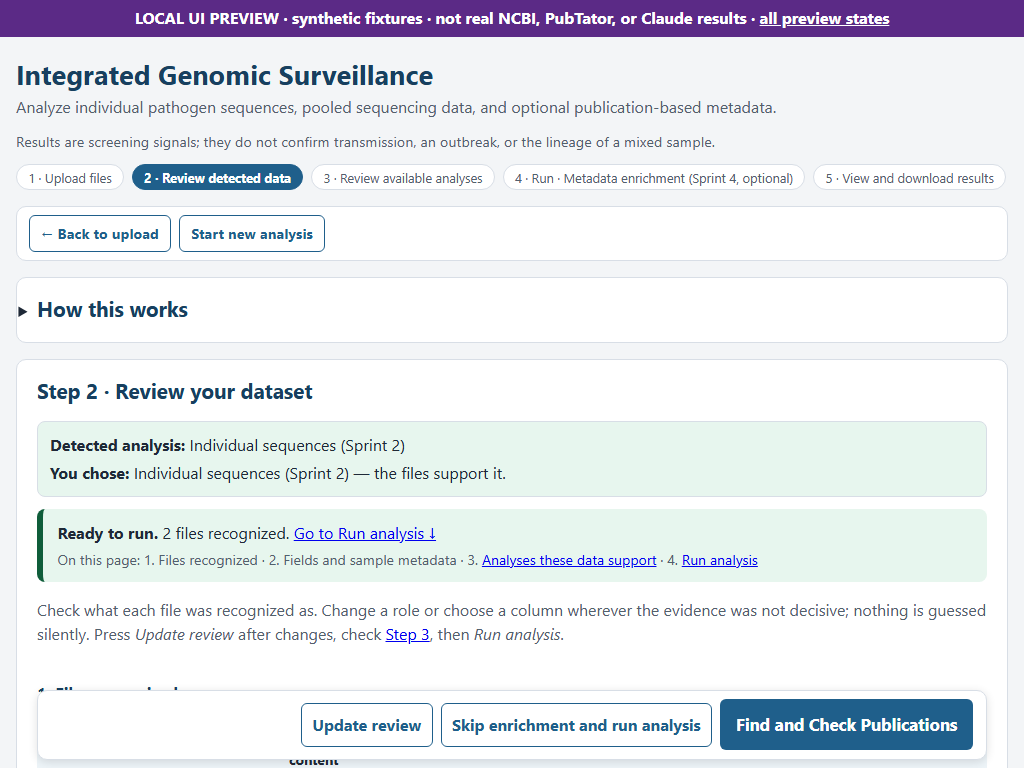 LOCAL UI PREVIEW · synthetic fixtures · not real NCBI, PubTator, or Claude results · all preview states
Integrated Genomic Surveillance
Analyze individual pathogen sequences, pooled sequencing data, and optional publication-based metadata.
Results are screening signals; they do not confirm transmission, an outbreak, or the lineage of a mixed sample.
1 · Upload files
2 · Review detected data
3 · Review available analyses
4 · Run · Metadata enrichment (Sprint 4, optional)
5 · View and download results
← Back to upload
Start new analysis
▶ How this works
Step 2 · Review your dataset
Detected analysis: Individual sequences (Sprint 2)
You chose: Individual sequences (Sprint 2) — the files support it.
Ready to run. 2 files recognized. Go to Run analysis ↓
On this page: 1. Files recognized · 2. Fields and sample metadata · 3. Analyses these data support · 4. Run analysis
Check what each file was recognized as. Change a role or choose a column wherever the evidence was not decisive; nothing is guessed
silently. Press Update review after changes, check Step 3, then Run analysis.
Update review
Skip enrichment and run analysis
Find and Check Publications
content